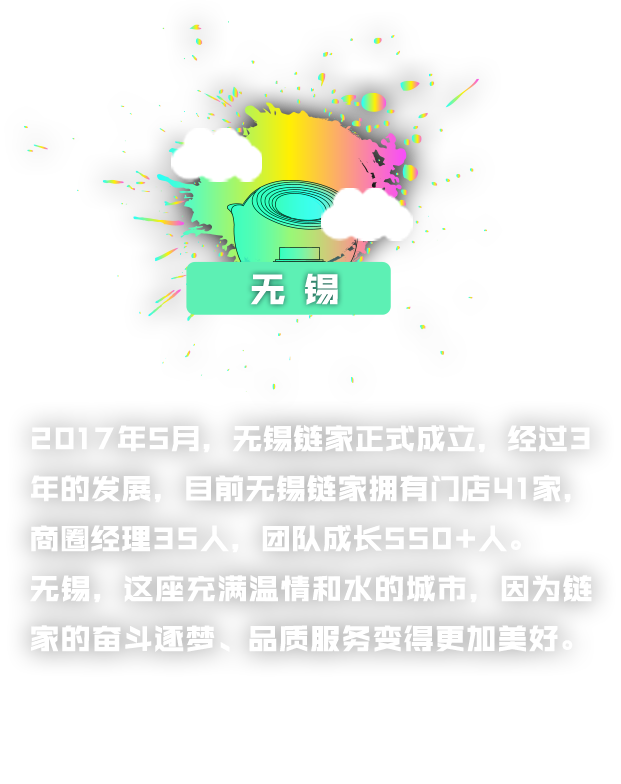 无锡
2017年5月，无锡链家正式成立，经过3
年的发展，目前无锡链家拥有门店41家，
商圈经理35人，团队成长550+人。
无锡，这座充满温情和水的城市，因为链
家的奋斗逐梦、品质服务变得更加美好。